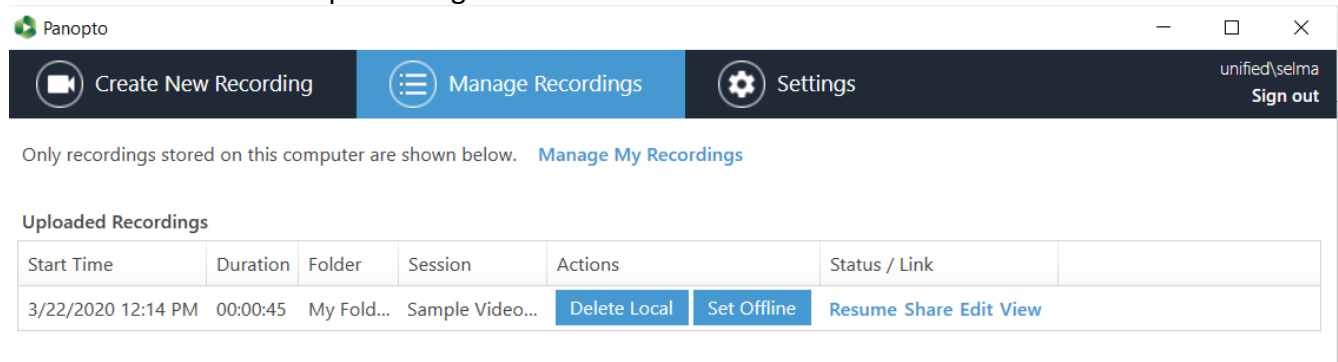 Panopto
Create New Recording Manage Recordings Settings unified\selma
Sign out
Only recordings stored on this computer are shown below. Manage My Recordings
Uploaded Recordings
Start Time Duration Folder Session Actions Status / Link
3/22/2020 12:14 PM 00:00:45 My Fold... Sample Video... Delete Local Set Offline Resume Share Edit View